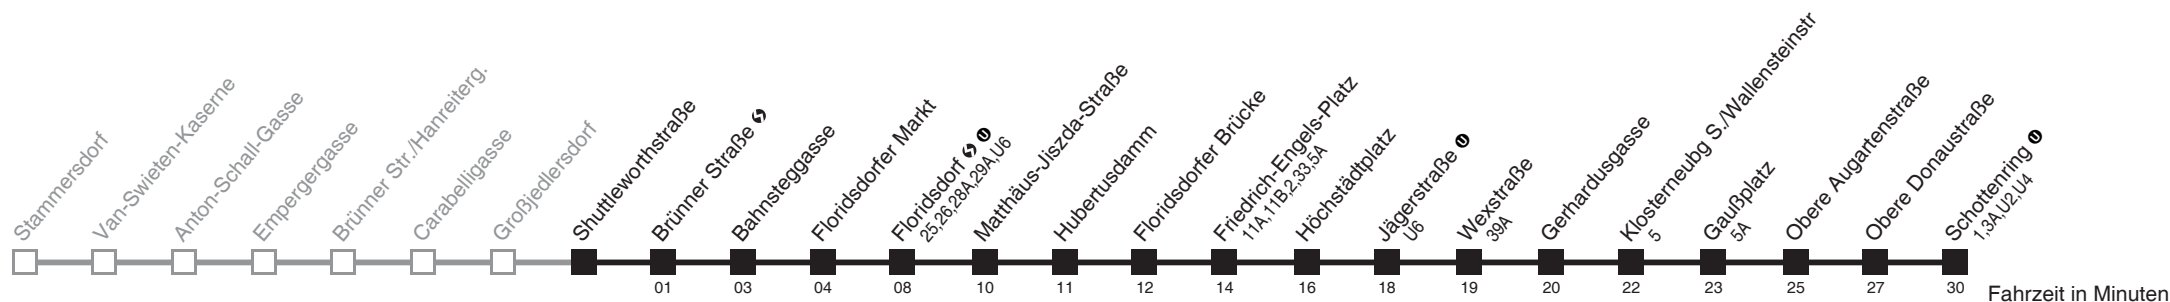 Stammersdorf
Van-Swieten-Kaserne
Anton-Schall-Gasse
Empergergasse
Brünner Str./Hanreiterg.
Carabelligasse
Großjedlersdorf
Shuttleworthstraße
Brünner Straße S
Bahnsteggasse
Floridsdorfer Markt
Floridsdorf S U
25,26,28A,29A,U6
Matthäus-Jiszda-Straße
Hubertusdamm
Floridsdorfer Brücke
Friedrich-Engels-Platz
11A,11B,2,33,5A
Höchstädtplatz
Jägerstraße U
U6
Wexstraße
39A
Gerhardusgasse
Klosterneubg S./Wallensteinstr
5
Gaußplatz
5A
Obere Augartenstraße
Obere Donaustraße
Schottenring U
1,3A,U2,U4
01 03 04 08 10 11 12 14 16 18 19 20 22 23 25 27 30 Fahrzeit in Minuten